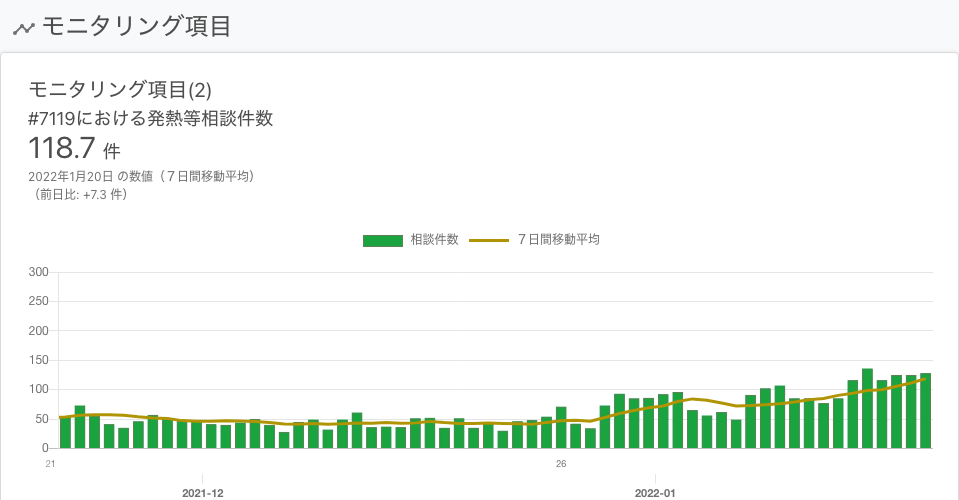 モニタリング項目
モニタリング項目(2)
#7119における発熱等相談件数
118.7 件
2022年1月20日 の数値（７日間移動平均）
（前日比: +7.3 件）
相談件数 ７日間移動平均
300
250
200
150
100
50
0
21 26
2021-12 2022-01